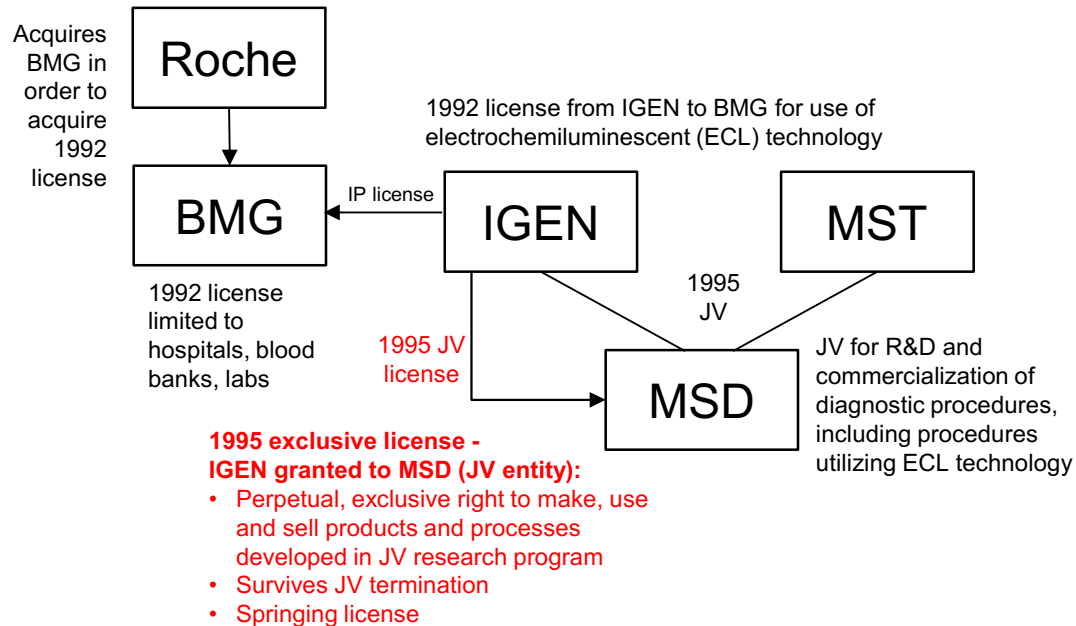 Acquires
BMG in
order to
acquire
1992
license
Roche
1992 license from IGEN to BMG for use of
electrochemiluminescent (ECL) technology
BMG
IP license
IGEN
MST
1992 license
limited to
hospitals, blood
banks, labs
1995 JV
license
1995
JV
MSD
JV for R&D and
commercialization of
diagnostic procedures,
including procedures
utilizing ECL technology
1995 exclusive license -
IGEN granted to MSD (JV entity):
• Perpetual, exclusive right to make, use
and sell products and processes
developed in JV research program
• Survives JV termination
• Springing license